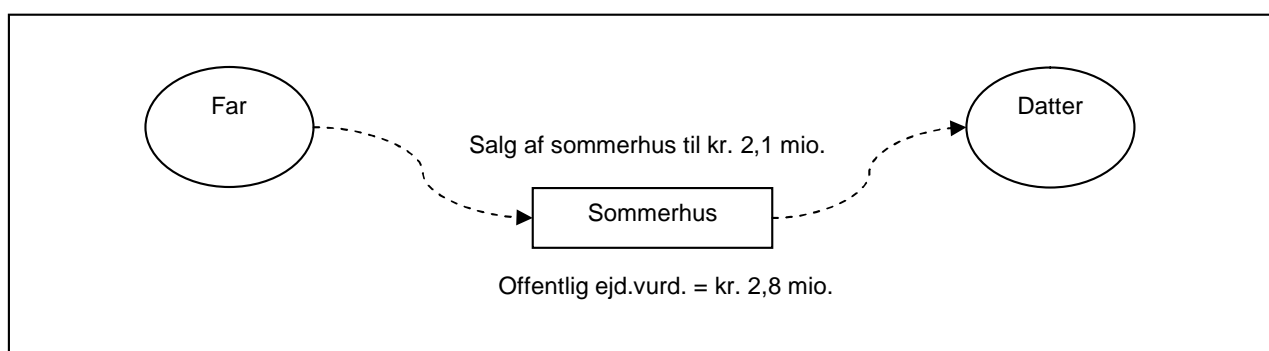 Far
Datter
Salg af sommerhus til kr. 2,1 mio.
Sommerhus
Offentlig ejd.vurd. = kr. 2,8 mio.